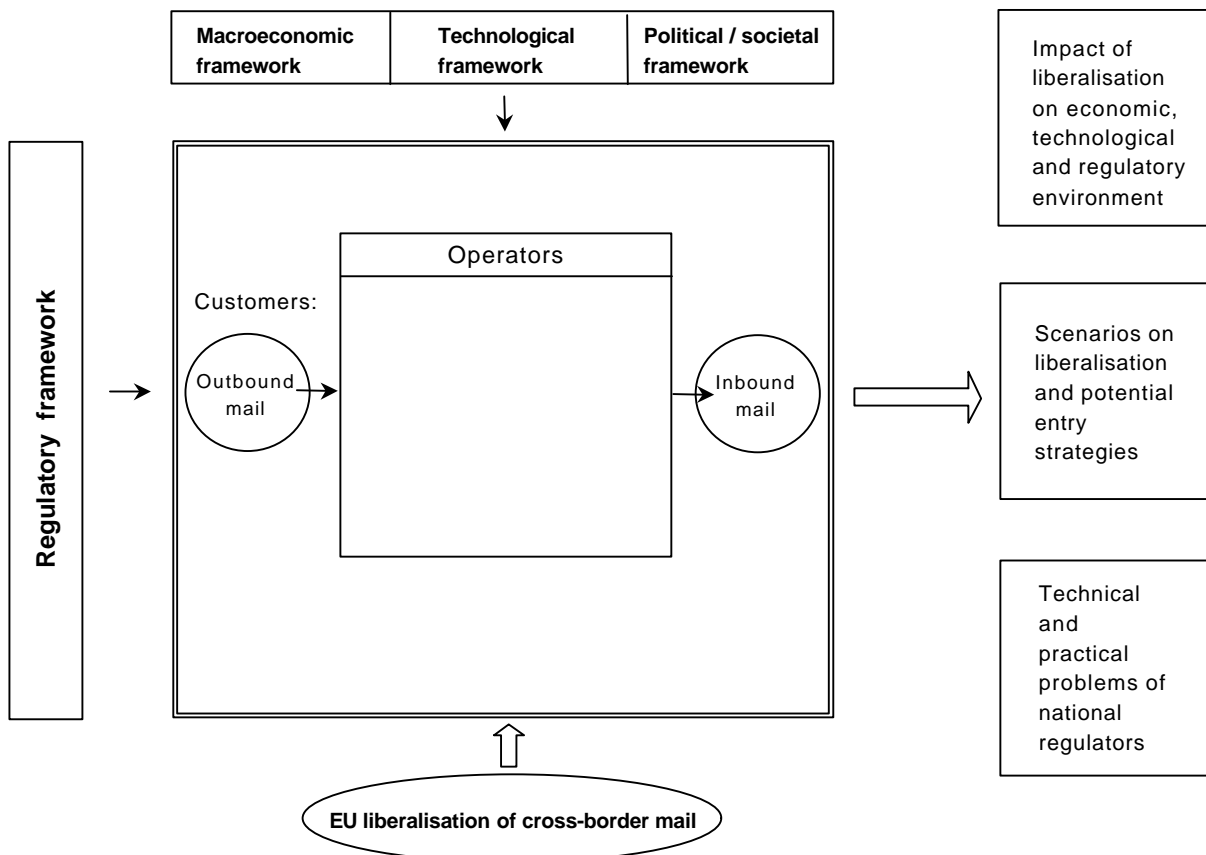 Macroeconomic
framework
Technological
framework
Political / societal
framework
Impact of
liberalisation
on economic,
technological
and regulatory
environment
Regulatory framework
Operators
Customers:
Outbound
mail
Inbound
mail
Scenarios on
liberalisation
and potential
entry
strategies
Technical
and
practical
problems of
national
regulators
EU liberalisation of cross-border mail